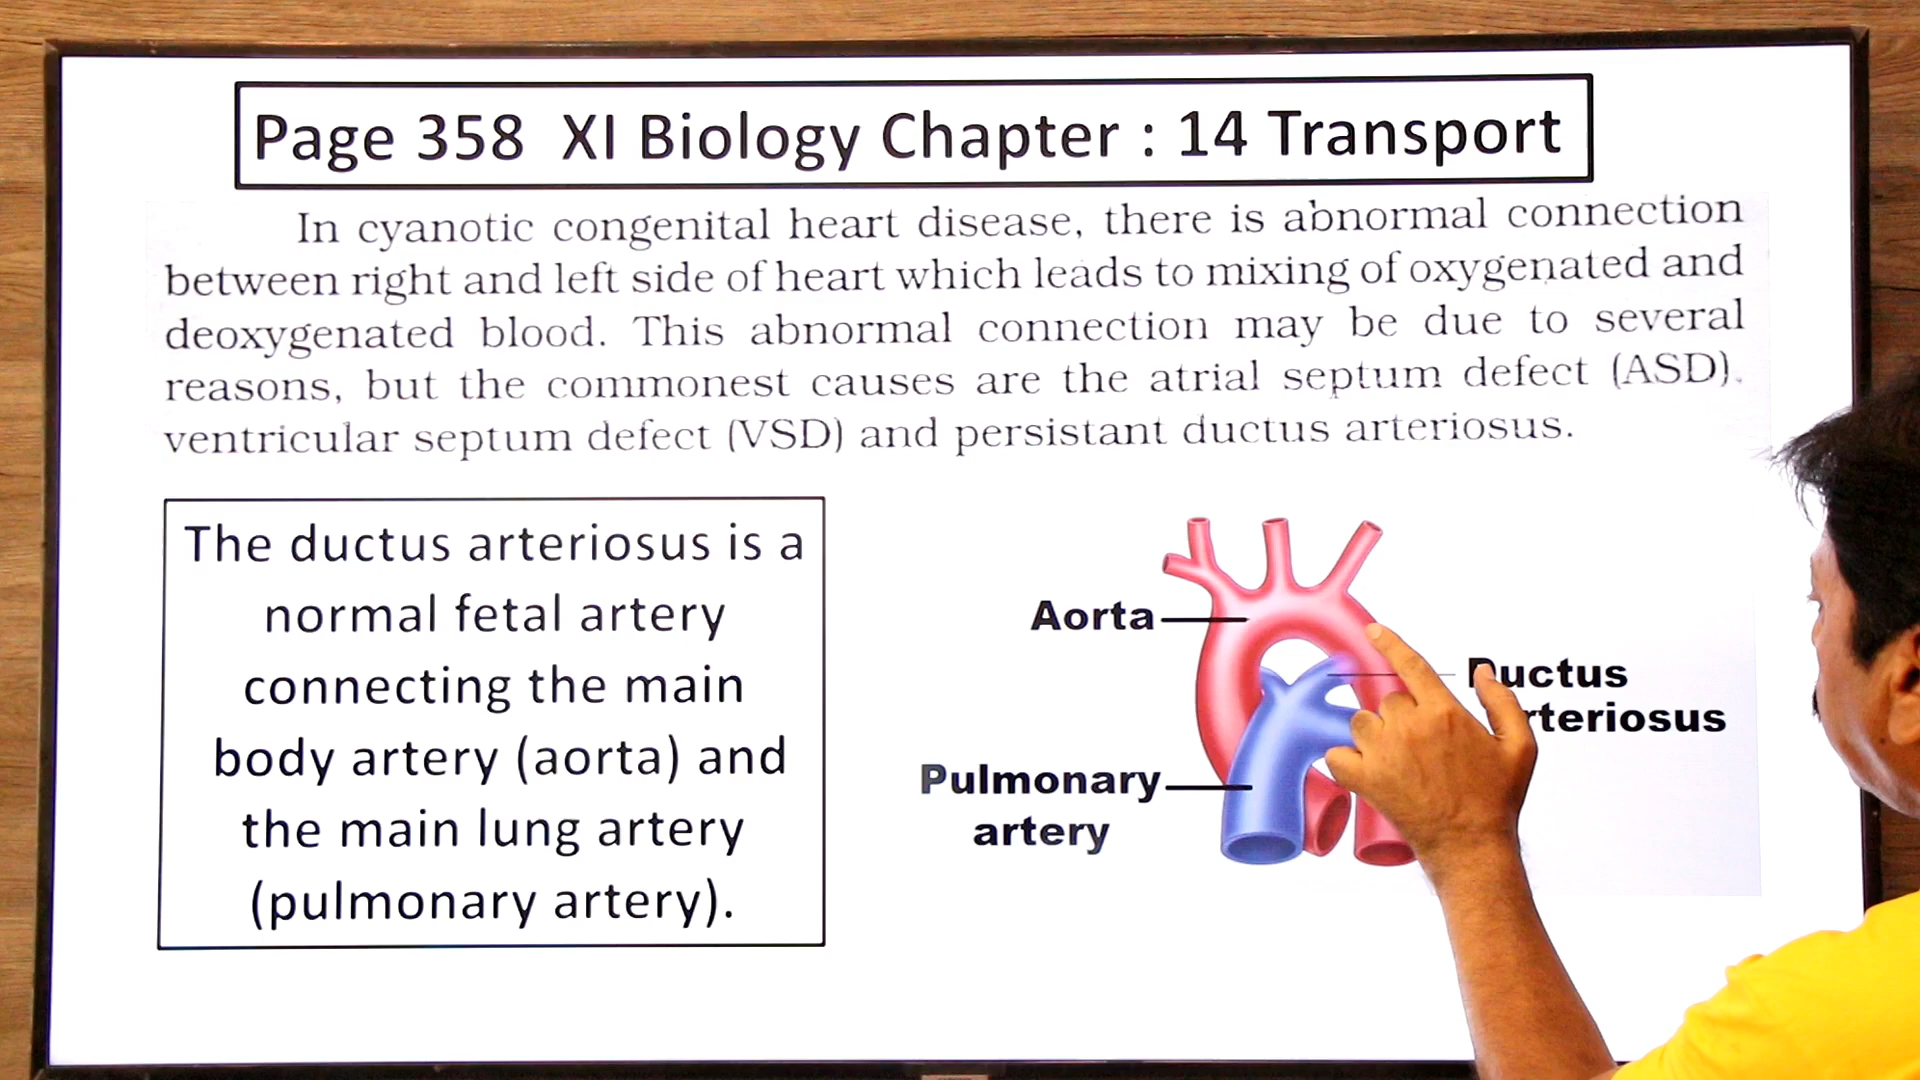 Page 358 XI Biology Chapter : 14 Transport
In cyanotic congenital heart disease, there is abnormal connection
between right and left side of heart which leads to mixing of oxygenated and
deoxygenated blood. This abnormal connection may be due to several
reasons, but the commonest causes are the atrial septum defect (ASD).
ventricular septum defect (VSD) and persistant ductus arteriosus.
The ductus arteriosus is a
normal fetal artery
connecting the main
body artery (aorta) and
the main lung artery
(pulmonary artery).
Aorta
Ductus
arteriosus
Pulmonary
artery